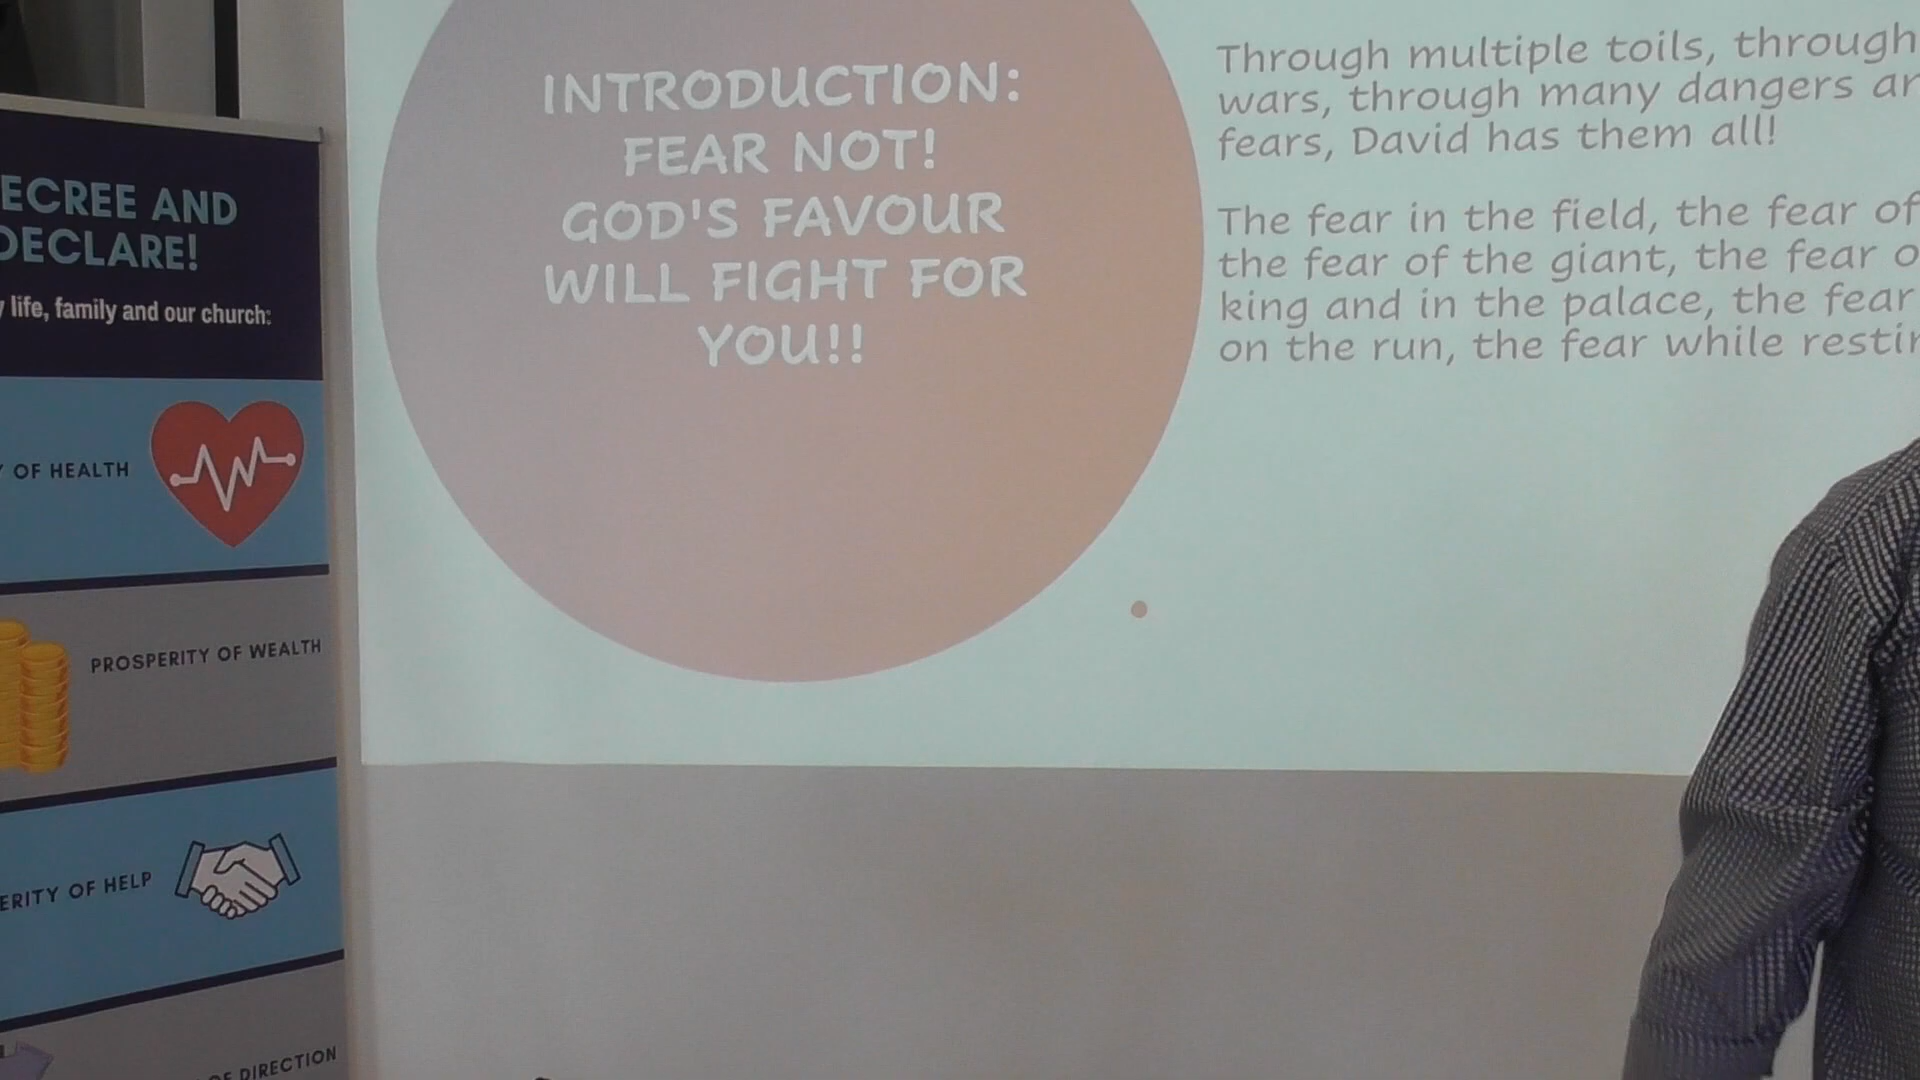 ECREE AND
DECLARE!
life, family and our church:
OF HEALTH
PROSPERITY OF WEALTH
ERITY OF HELP
OF DIRECTION
INTRODUCTION:
FEAR NOT!
GOD'S FAVOUR
WILL FIGHT FOR
YOU!!
Through multiple toils, through
wars, through many dangers ar
fears, David has them all!
The fear in the field, the fear of
the fear of the giant, the fear o
king and in the palace, the fear
on the run, the fear while restin